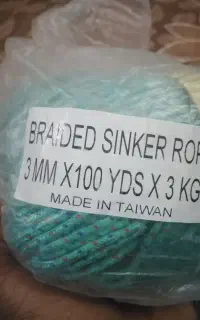 BRAIDED SINKER ROP
3 MM X100 YDS X 3 KG
MADE IN TAIWAN